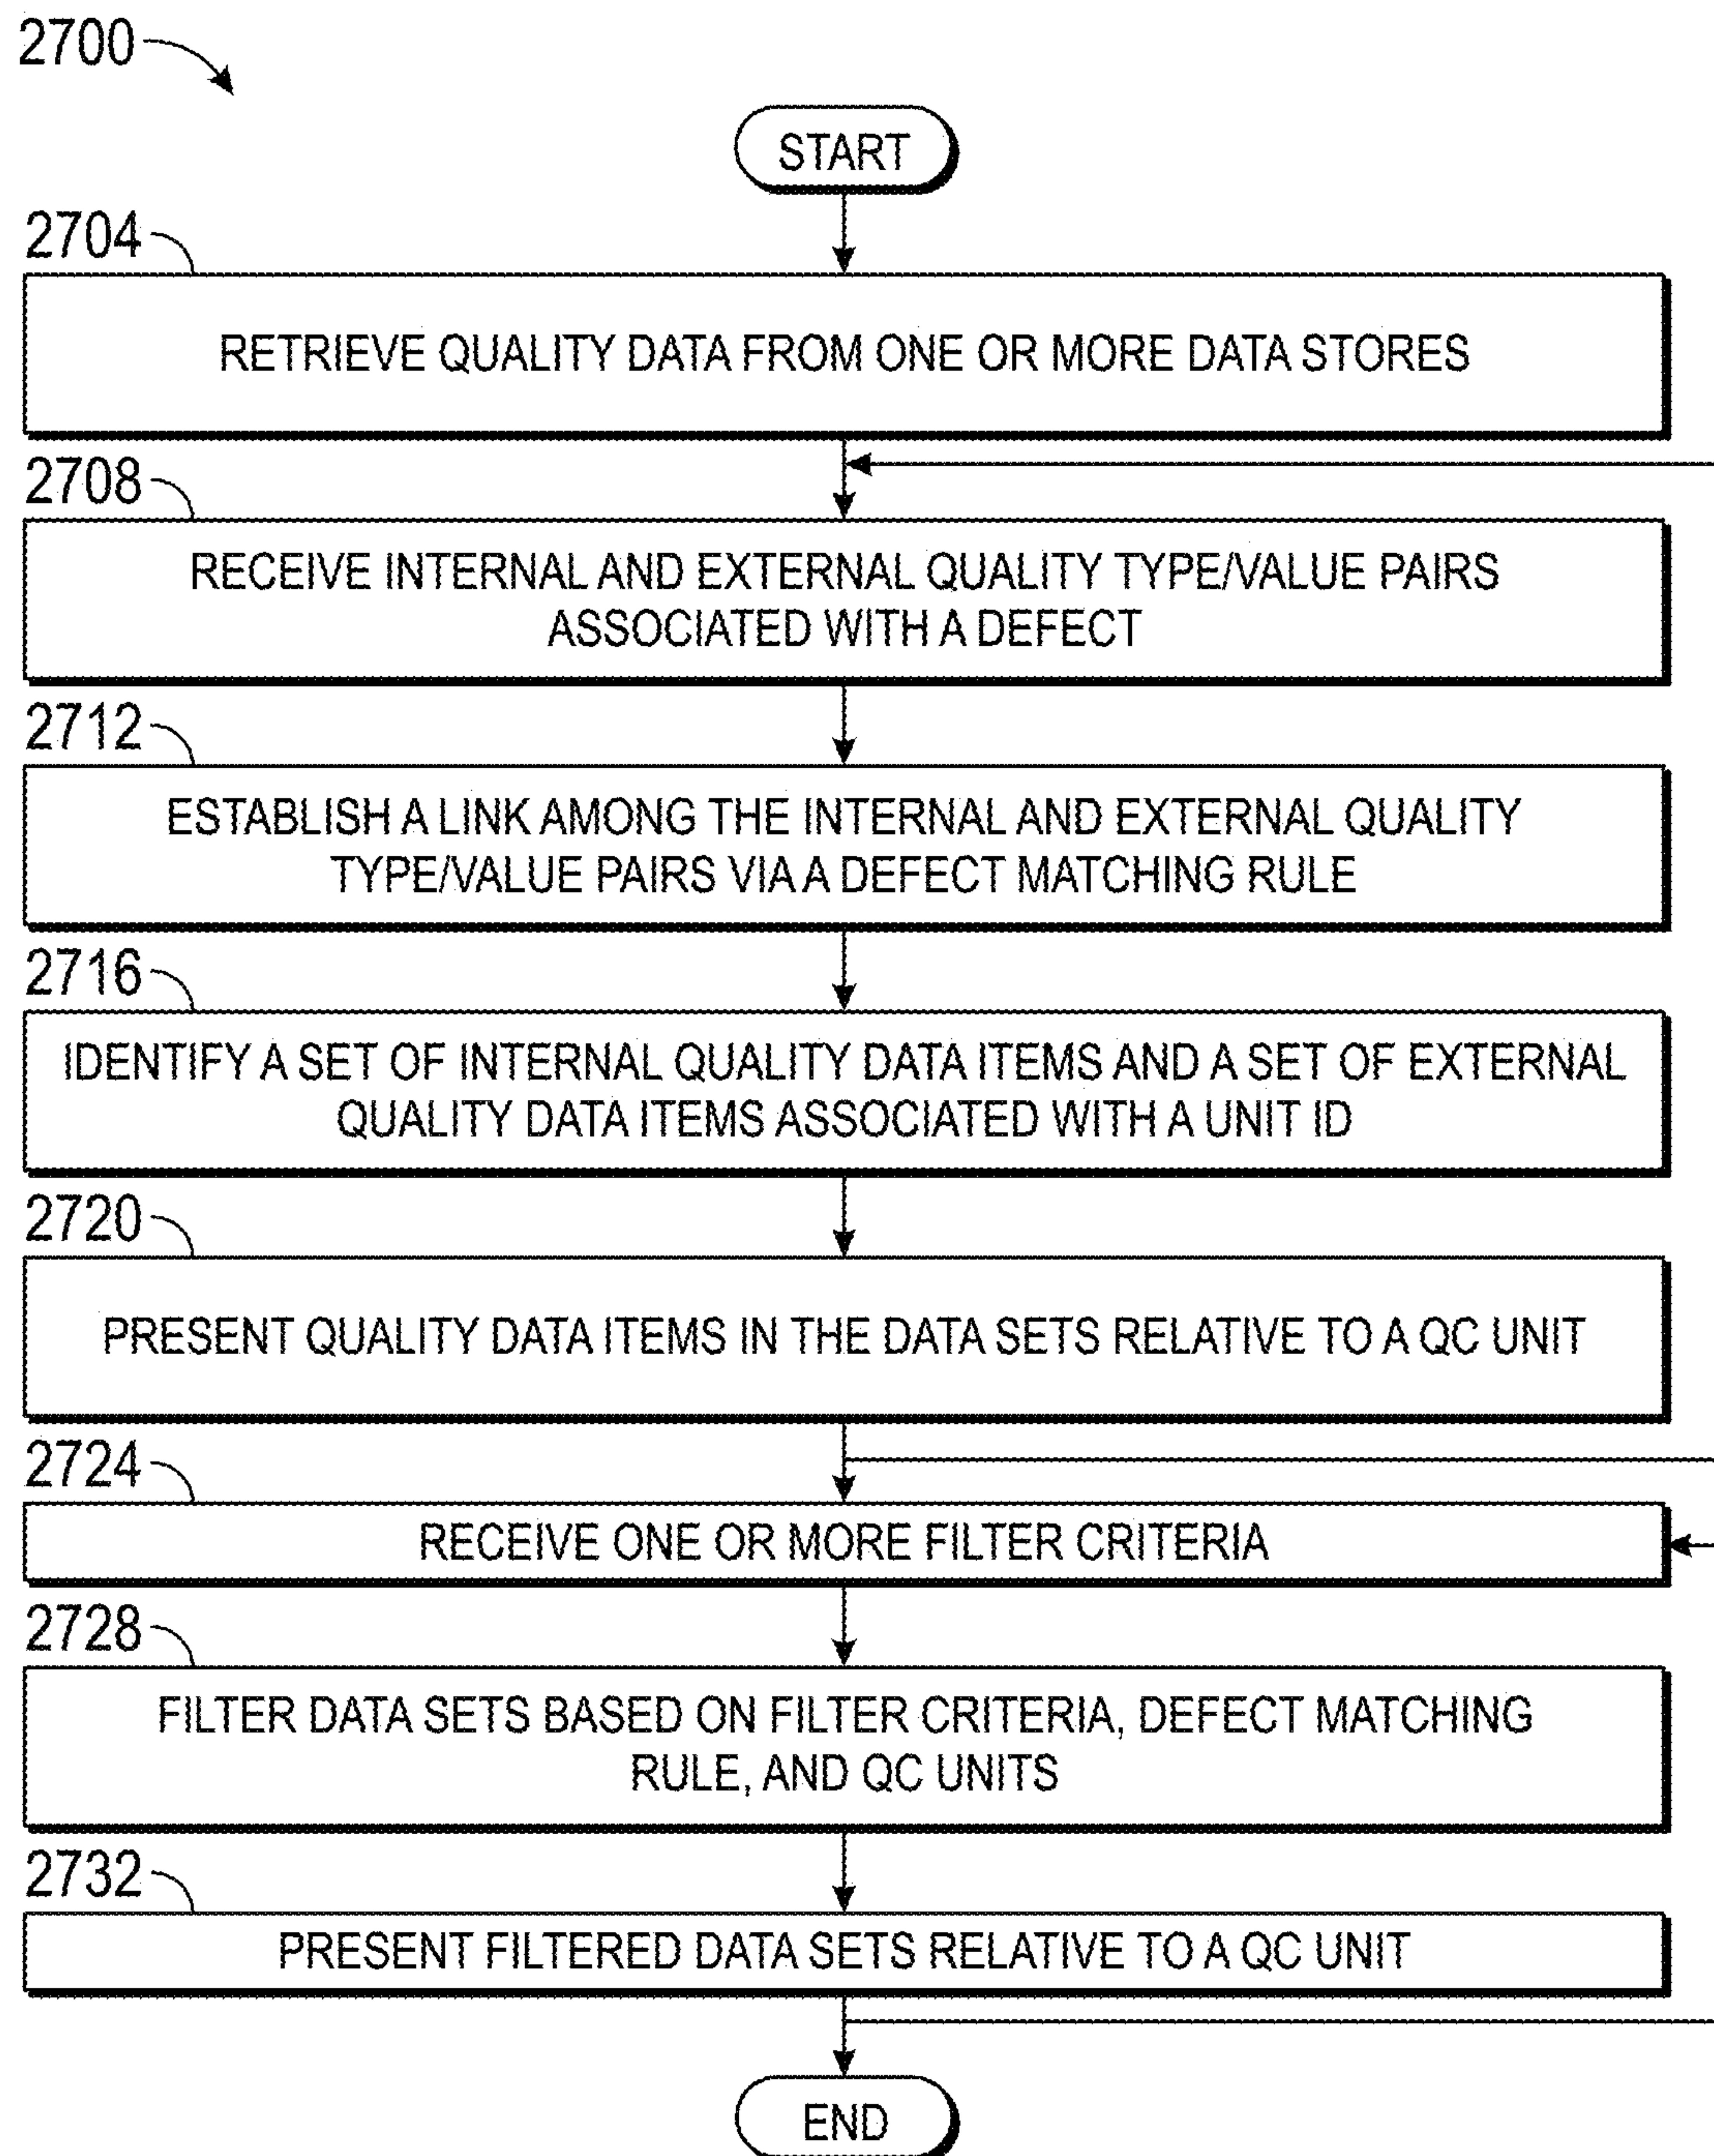 2700
START
2704
RETRIEVE QUALITY DATA FROM ONE OR MORE DATA STORES
2708
RECEIVE INTERNAL AND EXTERNAL QUALITY TYPE/VALUE PAIRS
ASSOCIATED WITH A DEFECT
2712
ESTABLISH A LINK AMONG THE INTERNAL AND EXTERNAL QUALITY
TYPE/VALUE PAIRS VIA A DEFECT MATCHING RULE
2716
IDENTIFY A SET OF INTERNAL QUALITY DATA ITEMS AND A SET OF EXTERNAL
QUALITY DATA ITEMS ASSOCIATED WITH A UNIT ID
2720
PRESENT QUALITY DATA ITEMS IN THE DATA SETS RELATIVE TO A QC UNIT
2724
RECEIVE ONE OR MORE FILTER CRITERIA
2728
FILTER DATA SETS BASED ON FILTER CRITERIA, DEFECT MATCHING
RULE, AND QC UNITS
2732
PRESENT FILTERED DATA SETS RELATIVE TO A QC UNIT
END